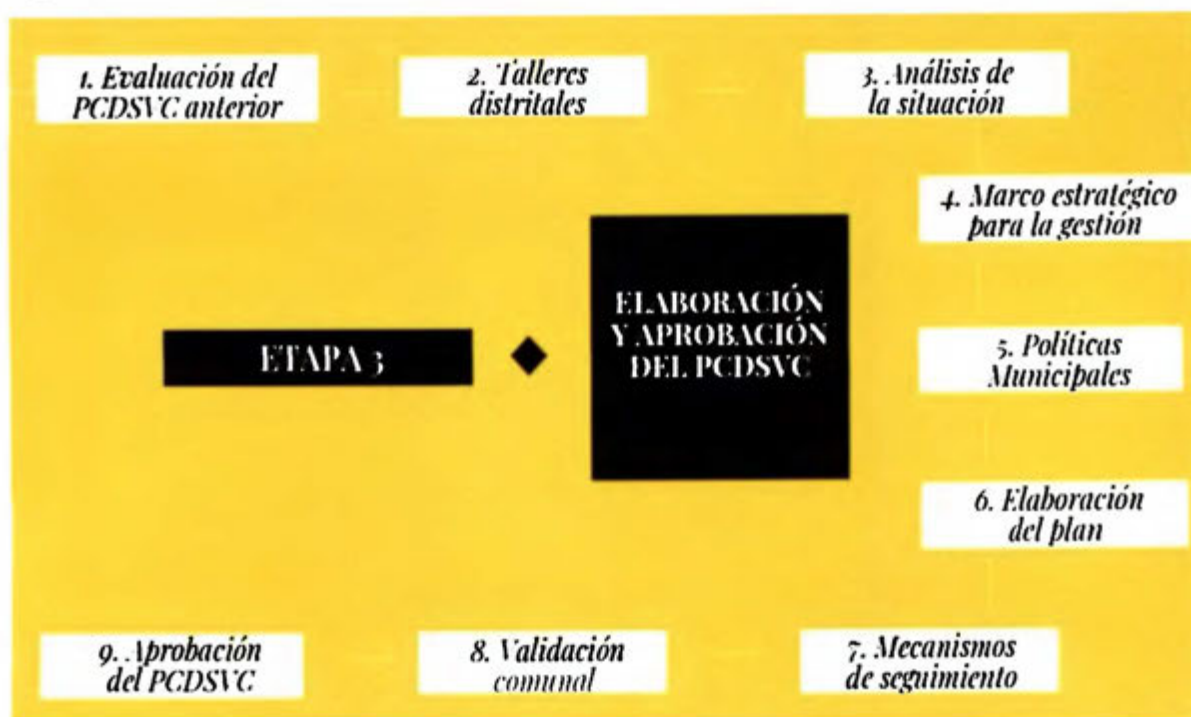 1. Evaluación del
PCDSVC anterior
2. Talleres
distritales
3. Análisis de
la situación
4. Marco estratégico
para la gestión
ELABORACIÓN
Y APROBACIÓN
DEL PCDSVC
ETAPA 3
5. Políticas
Municipales
6. Elaboración
del plan
7. Mecanismos
de seguimiento
8. Validación
comunal
9. Aprobación
del PCDSVC